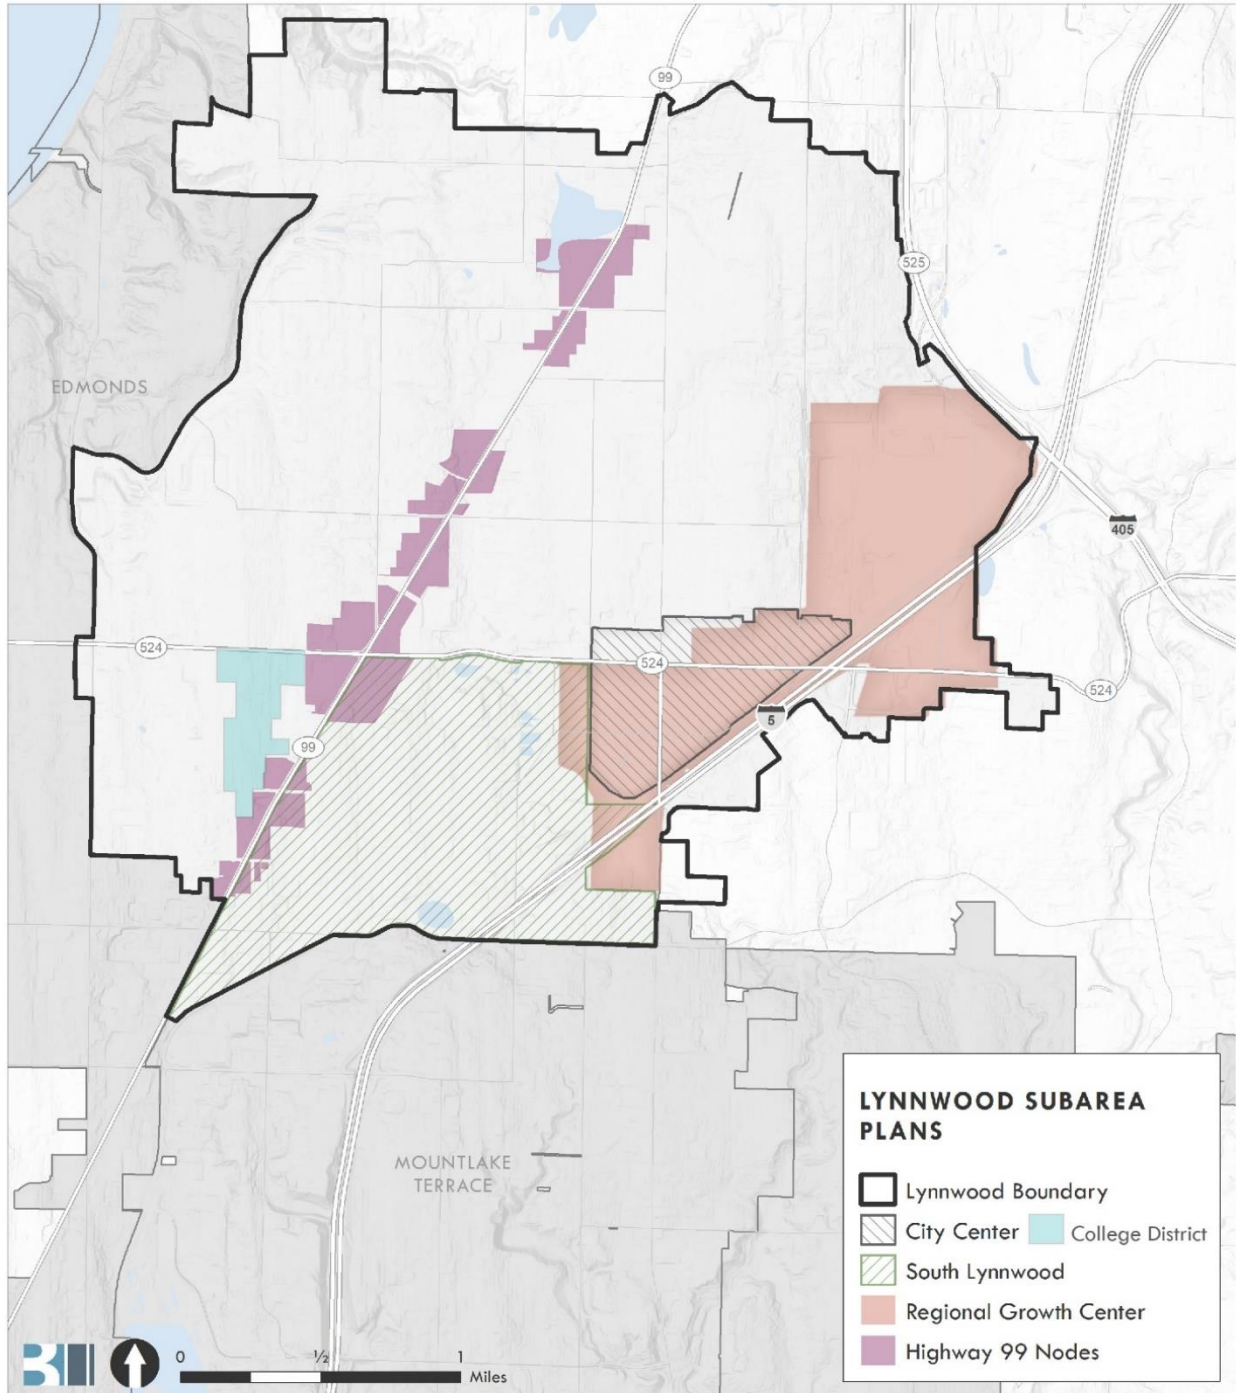 99
525
EDMONDS
405
524
524
524
5
99
MOUNTLAKE
TERRACE
LYNNWOOD SUBAREA
PLANS
Lynnwood Boundary
City Center College District
South Lynnwood
Regional Growth Center
Highway 99 Nodes
0 ½ 1
Miles